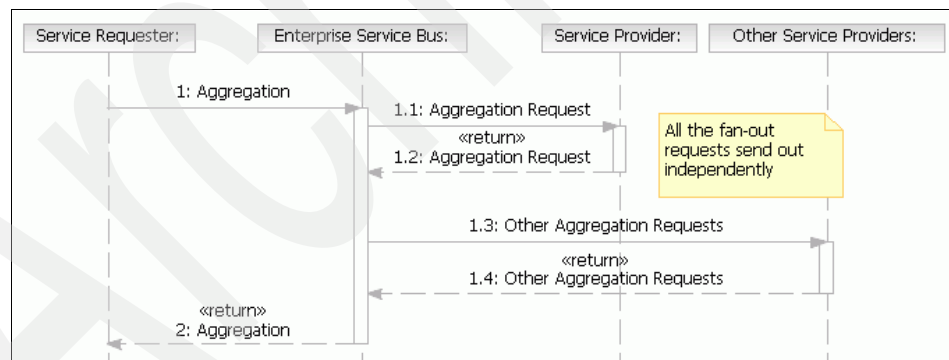 Service Requester:
Enterprise Service Bus:
Service Provider:
Other Service Providers:
1: Aggregation
1.1: Aggregation Request
«return»
1.2: Aggregation Request
All the fan-out
requests send out
independently
1.3: Other Aggregation Requests
«return»
1.4: Other Aggregation Requests
«return»
2: Aggregation